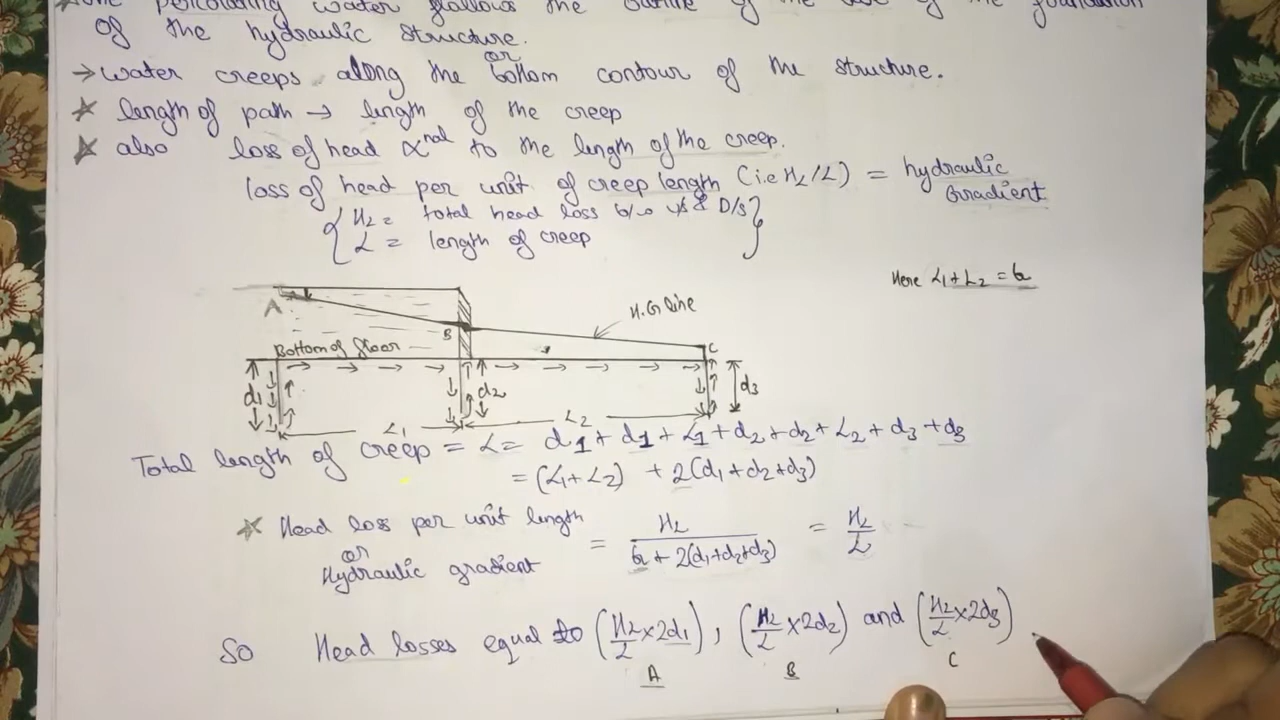 percolating water follows the
of the hydraulic structure.
or
→ water creeps along the bottom contour of the structure.
* length of path → length of the creep
* also loss of head ∝nal to the length of the creep.
loss of head per unit of creep length (i.e HL/L) = hydraulic Gradient
{ HL = total head loss b/w u/s & D/s
L = length of creep }
Here L1+L2 = b
A
H.G line
B
Bottom of floor
C
d1
d2
d3
L1
L2
Total length of creep = L = d1 + d1 + L1 + d2 + d2 + L2 + d3 + d3
= (L1+L2) + 2(d1+d2+d3)
* Head loss per unit length or Hydraulic gradient = HL / b + 2(d1+d2+d3) = HL/L
So Head losses equal to (HL/L × 2d1), (HL/L × 2d2) and (HL/L × 2d3)
A B C